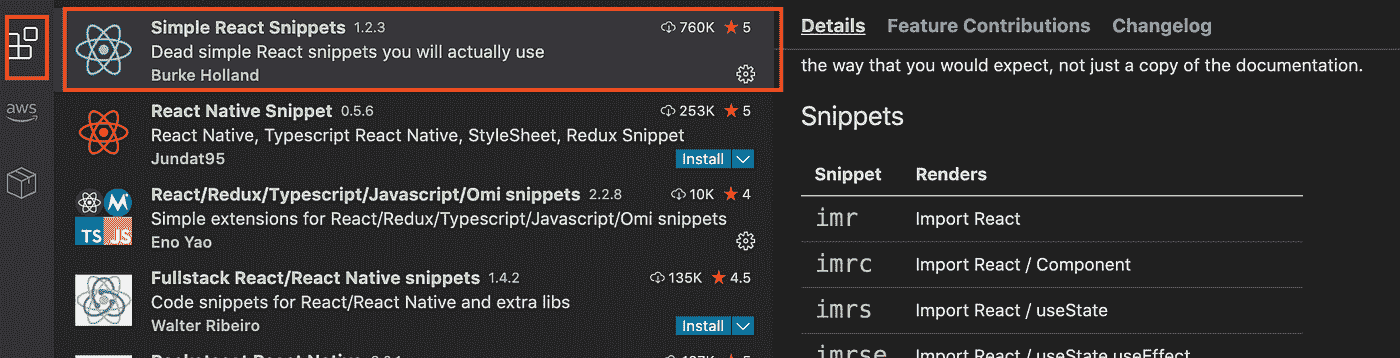 Simple React Snippets 1.2.3 760K 5
Dead simple React snippets you will actually use
Burke Holland
aws
React Native Snippet 0.5.6 253K 5
React Native, Typescript React Native, StyleSheet, Redux Snippet
Jundat95 Install
React/Redux/Typescript/Javascript/Omi snippets 2.2.8 10K 4
Simple extensions for React/Redux/Typescript/Javascript/Omi snippets
TS JS
Eno Yao
Fullstack React/React Native snippets 1.4.2 135K 4.5
Code snippets for React/React Native and extra libs
Walter Ribeiro Install
Details Feature Contributions Changelog
the way that you would expect, not just a copy of the documentation.
Snippets
Snippet Renders
imr Import React
imrc Import React / Component
imrs Import React / useState
imrse Import React / useState useEffect